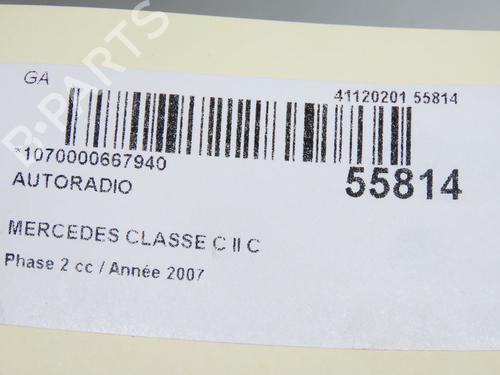 GA
41120201 55814
*1070000667940
55814
AUTORADIO
MERCEDES CLASSE C II C
Phase 2 cc / Année 2007
B-PARTS